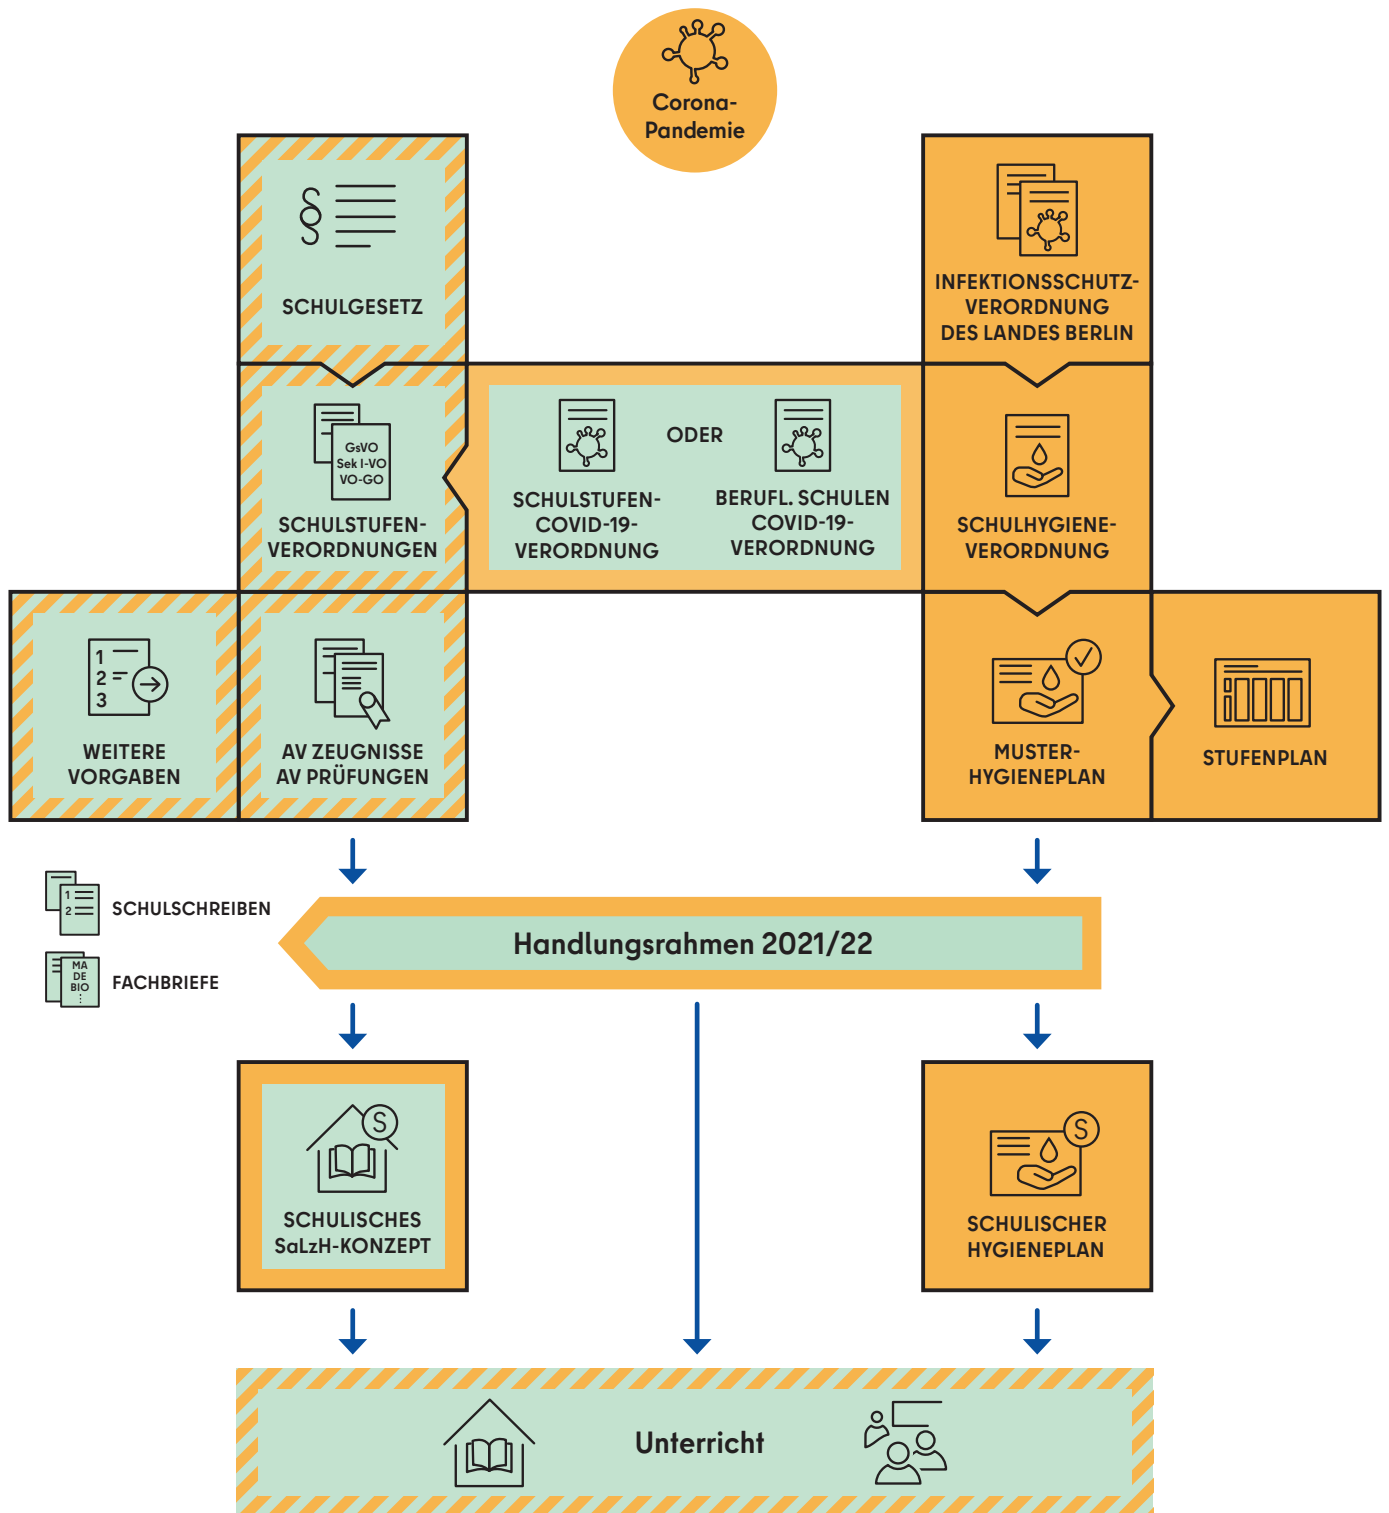 Corona-
Pandemie
§
SCHULGESETZ
INFEKTIONSSCHUTZ-
VERORDNUNG
DES LANDES BERLIN
GsVO
Sek I-VO
VO-GO
SCHULSTUFEN-
VERORDNUNGEN
SCHULSTUFEN-
COVID-19-
VERORDNUNG
ODER
BERUFL. SCHULEN
COVID-19-
VERORDNUNG
SCHULHYGIENE-
VERORDNUNG
1
2
3
WEITERE
VORGABEN
AV ZEUGNISSE
AV PRÜFUNGEN
MUSTER-
HYGIENEPLAN
STUFENPLAN
1
2
SCHULSCHREIBEN
MA
DE
BIO
⋮
FACHBRIEFE
Handlungsrahmen 2021/22
S
SCHULISCHES
SaLzH-KONZEPT
S
SCHULISCHER
HYGIENEPLAN
Unterricht